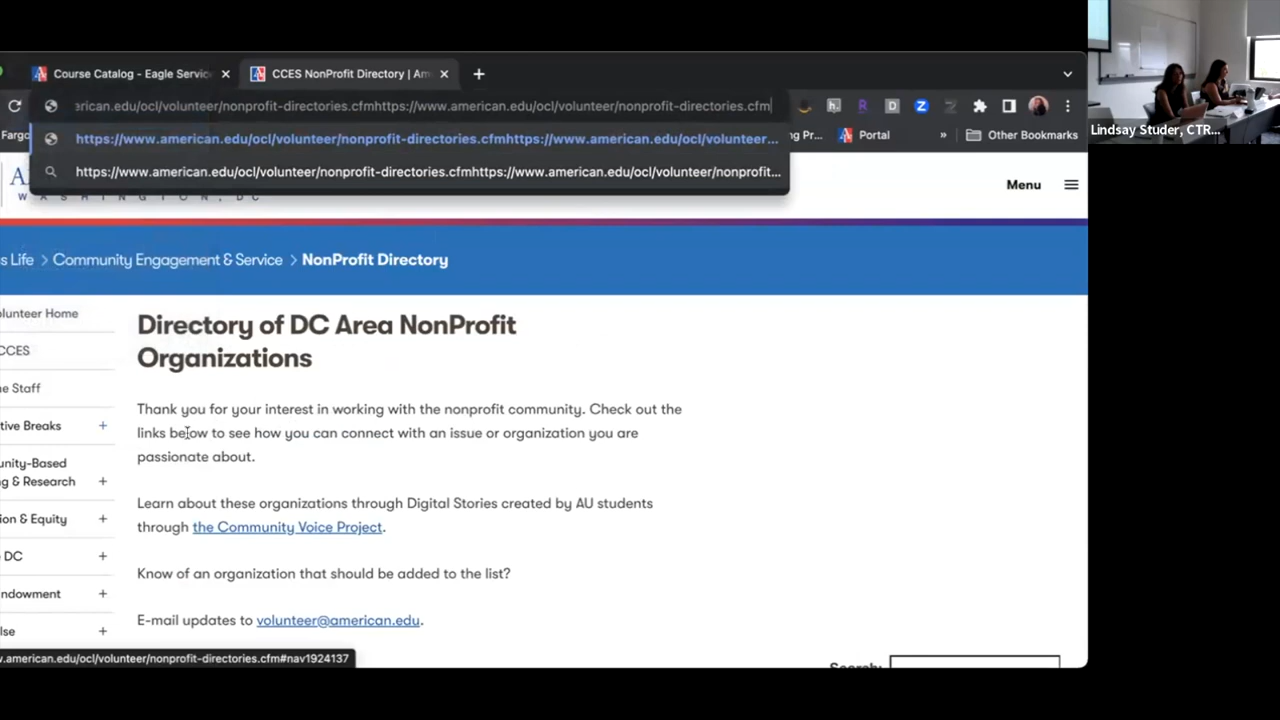 Course Catalog - Eagle Servic
CCES NonProfit Directory | Am
erican.edu/ocl/volunteer/nonprofit-directories.cfmhttps://www.american.edu/ocl/volunteer/nonprofit-directories.cfm
https://www.american.edu/ocl/volunteer/nonprofit-directories.cfmhttps://www.american.edu/ocl/volunteer...
https://www.american.edu/ocl/volunteer/nonprofit-directories.cfmhttps://www.american.edu/ocl/volunteer/nonprofit...
Fargo
ng Pr...
Portal
»
Other Bookmarks
Lindsay Studer, CTR...
WASHINGTON, DC
Menu
s Life > Community Engagement & Service > NonProfit Directory
olunteer Home
CCES
he Staff
tive Breaks +
unity-Based
g & Research +
ion & Equity +
DC +
ndowment +
lse +
Directory of DC Area NonProfit
Organizations
Thank you for your interest in working with the nonprofit community. Check out the
links below to see how you can connect with an issue or organization you are
passionate about.
Learn about these organizations through Digital Stories created by AU students
through the Community Voice Project.
Know of an organization that should be added to the list?
E-mail updates to volunteer@american.edu.
Search:
w.american.edu/ocl/volunteer/nonprofit-directories.cfm#nav1924137